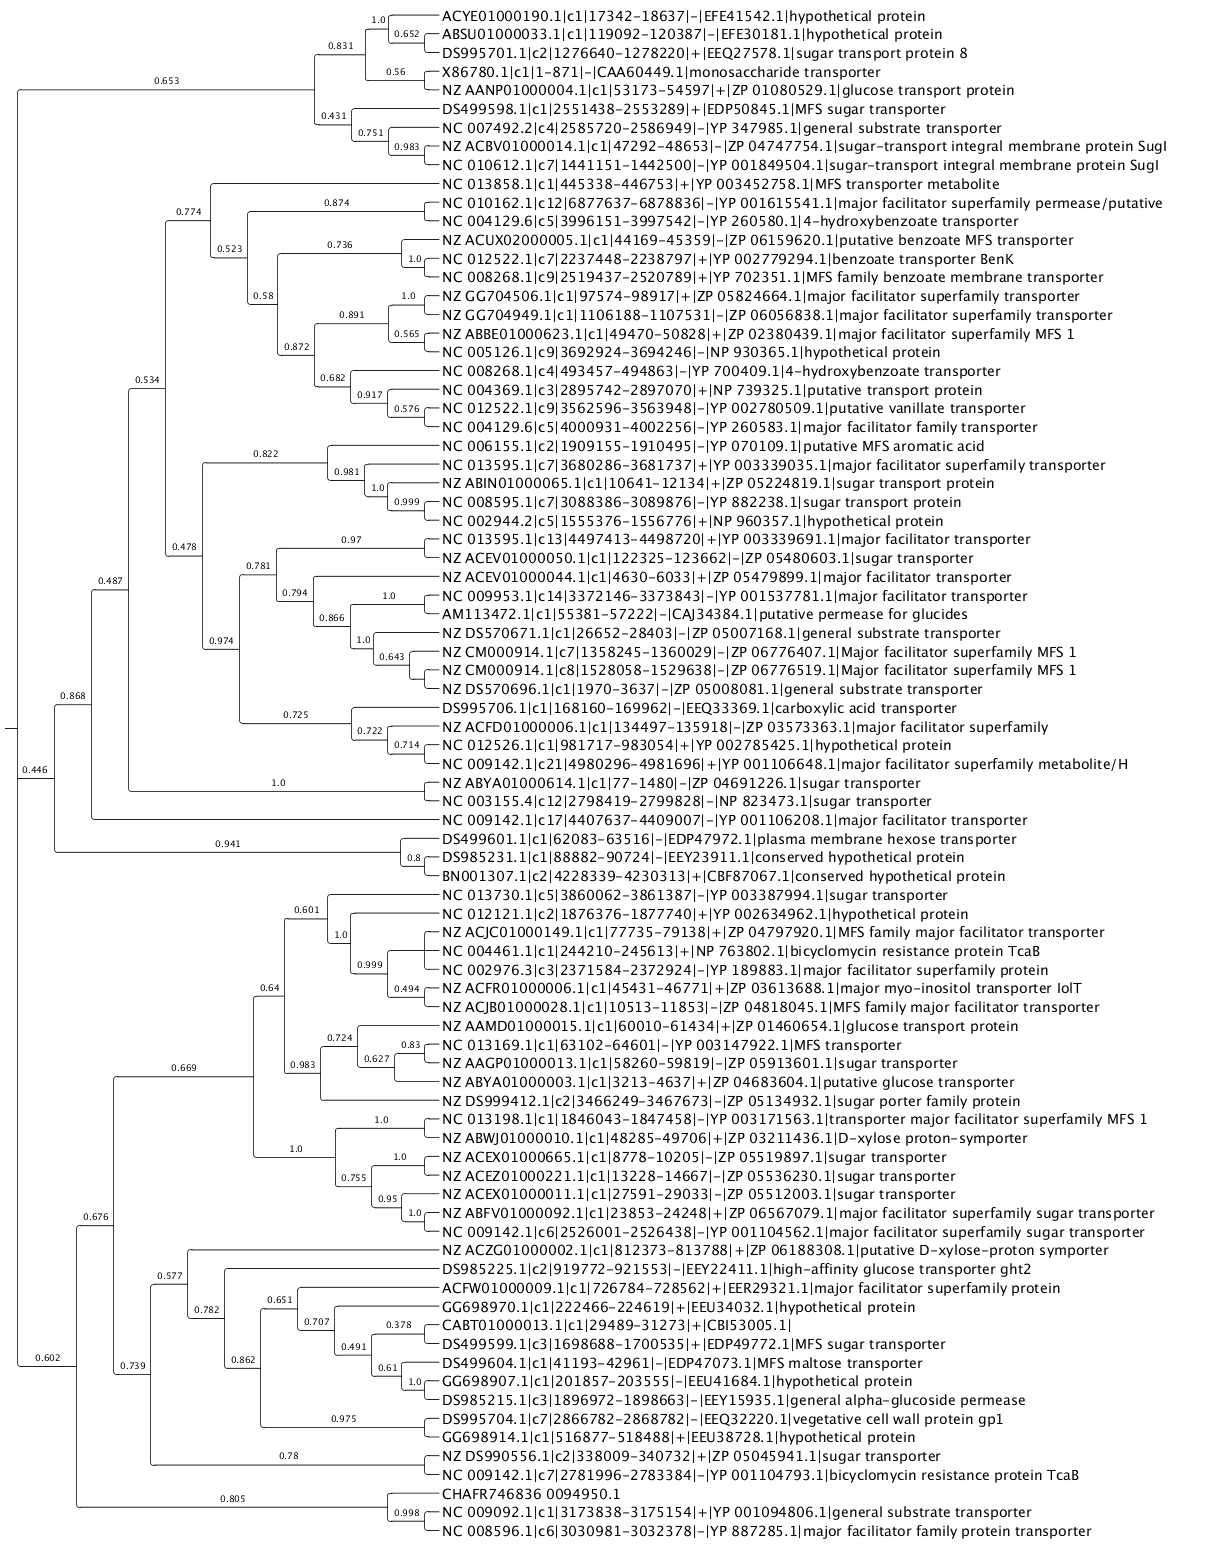 ACYE01000190.1|c1|17342-18637|-|EFE41542.1|hypothetical protein
1.0
ABSU01000033.1|c1|119092-120387|-|EFE30181.1|hypothetical protein
0.652
0.831
DS995701.1|c2|1276640-1278220|+|EEQ27578.1|sugar transport protein 8
X86780.1|c1|1-871|-|CAA60449.1|monosaccharide transporter
0.56
0.653
NZ AANP01000004.1|c1|53173-54597|+|ZP 01080529.1|glucose transport protein
DS499598.1|c1|2551438-2553289|+|EDP50845.1|MFS sugar transporter
0.431
NC 007492.2|c4|2585720-2586949|-|YP 347985.1|general substrate transporter
0.751
NZ ACBV01000014.1|c1|47292-48653|-|ZP 04747754.1|sugar-transport integral membrane protein SugI
0.983
NC 010612.1|c7|1441151-1442500|-|YP 001849504.1|sugar-transport integral membrane protein SugI
NC 013858.1|c1|445338-446753|+|YP 003452758.1|MFS transporter metabolite
0.774
0.874
NC 010162.1|c12|6877637-6878836|-|YP 001615541.1|major facilitator superfamily permease/putative
NC 004129.6|c5|3996151-3997542|-|YP 260580.1|4-hydroxybenzoate transporter
0.523
0.736
NZ ACUX02000005.1|c1|44169-45359|-|ZP 06159620.1|putative benzoate MFS transporter
NC 012522.1|c7|2237448-2238797|+|YP 002779294.1|benzoate transporter BenK
1.0
NC 008268.1|c9|2519437-2520789|+|YP 702351.1|MFS family benzoate membrane transporter
0.58
1.0
NZ GG704506.1|c1|97574-98917|+|ZP 05824664.1|major facilitator superfamily transporter
NZ GG704949.1|c1|1106188-1107531|-|ZP 06056838.1|major facilitator superfamily transporter
0.891
NZ ABBE01000623.1|c1|49470-50828|+|ZP 02380439.1|major facilitator superfamily MFS 1
0.565
0.872
NC 005126.1|c9|3692924-3694246|-|NP 930365.1|hypothetical protein
NC 008268.1|c4|493457-494863|-|YP 700409.1|4-hydroxybenzoate transporter
0.682
0.534
NC 004369.1|c3|2895742-2897070|+|NP 739325.1|putative transport protein
0.917
NC 012522.1|c9|3562596-3563948|-|YP 002780509.1|putative vanillate transporter
0.576
NC 004129.6|c5|4000931-4002256|-|YP 260583.1|major facilitator family transporter
NC 006155.1|c2|1909155-1910495|-|YP 070109.1|putative MFS aromatic acid
0.822
NC 013595.1|c7|3680286-3681737|+|YP 003339035.1|major facilitator superfamily transporter
0.981
NZ ABIN01000065.1|c1|10641-12134|+|ZP 05224819.1|sugar transport protein
1.0
NC 008595.1|c7|3088386-3089876|-|YP 882238.1|sugar transport protein
0.999
NC 002944.2|c5|1555376-1556776|+|NP 960357.1|hypothetical protein
NC 013595.1|c13|4497413-4498720|+|YP 003339691.1|major facilitator transporter
0.97
0.478
NZ ACEV01000050.1|c1|122325-123662|-|ZP 05480603.1|sugar transporter
0.781
NZ ACEV01000044.1|c1|4630-6033|+|ZP 05479899.1|major facilitator transporter
0.487
NC 009953.1|c14|3372146-3373843|-|YP 001537781.1|major facilitator transporter
1.0
0.794
AM113472.1|c1|55381-57222|-|CAJ34384.1|putative permease for glucides
0.866
NZ DS570671.1|c1|26652-28403|-|ZP 05007168.1|general substrate transporter
1.0
0.974
NZ CM000914.1|c7|1358245-1360029|-|ZP 06776407.1|Major facilitator superfamily MFS 1
0.643
NZ CM000914.1|c8|1528058-1529638|-|ZP 06776519.1|Major facilitator superfamily MFS 1
NZ DS570696.1|c1|1970-3637|-|ZP 05008081.1|general substrate transporter
0.868
DS995706.1|c1|168160-169962|-|EEQ33369.1|carboxylic acid transporter
0.725
NZ ACFD01000006.1|c1|134497-135918|-|ZP 03573363.1|major facilitator superfamily
0.722
NC 012526.1|c1|981717-983054|+|YP 002785425.1|hypothetical protein
0.714
NC 009142.1|c21|4980296-4981696|+|YP 001106648.1|major facilitator superfamily metabolite/H
0.446
NZ ABYA01000614.1|c1|77-1480|-|ZP 04691226.1|sugar transporter
1.0
NC 003155.4|c12|2798419-2799828|-|NP 823473.1|sugar transporter
NC 009142.1|c17|4407637-4409007|-|YP 001106208.1|major facilitator transporter
DS499601.1|c1|62083-63516|-|EDP47972.1|plasma membrane hexose transporter
0.941
DS985231.1|c1|88882-90724|-|EEY23911.1|conserved hypothetical protein
0.8
BN001307.1|c2|4228339-4230313|+|CBF87067.1|conserved hypothetical protein
NC 013730.1|c5|3860062-3861387|-|YP 003387994.1|sugar transporter
0.601
NC 012121.1|c2|1876376-1877740|+|YP 002634962.1|hypothetical protein
1.0
NZ ACJC01000149.1|c1|77735-79138|+|ZP 04797920.1|MFS family major facilitator transporter
NC 004461.1|c1|244210-245613|+|NP 763802.1|bicyclomycin resistance protein TcaB
0.999
NC 002976.3|c3|2371584-2372924|-|YP 189883.1|major facilitator superfamily protein
0.64
NZ ACFR01000006.1|c1|45431-46771|+|ZP 03613688.1|major myo-inositol transporter IolT
0.494
NZ ACJB01000028.1|c1|10513-11853|-|ZP 04818045.1|MFS family major facilitator transporter
NZ AAMD01000015.1|c1|60010-61434|+|ZP 01460654.1|glucose transport protein
0.724
NC 013169.1|c1|63102-64601|-|YP 003147922.1|MFS transporter
0.83
0.627
NZ AAGP01000013.1|c1|58260-59819|-|ZP 05913601.1|sugar transporter
0.983
0.669
NZ ABYA01000003.1|c1|3213-4637|+|ZP 04683604.1|putative glucose transporter
NZ DS999412.1|c2|3466249-3467673|-|ZP 05134932.1|sugar porter family protein
NC 013198.1|c1|1846043-1847458|-|YP 003171563.1|transporter major facilitator superfamily MFS 1
1.0
NZ ABWJ01000010.1|c1|48285-49706|+|ZP 03211436.1|D-xylose proton-symporter
1.0
NZ ACEX01000665.1|c1|8778-10205|-|ZP 05519897.1|sugar transporter
1.0
NZ ACEZ01000221.1|c1|13228-14667|-|ZP 05536230.1|sugar transporter
0.755
NZ ACEX01000011.1|c1|27591-29033|-|ZP 05512003.1|sugar transporter
0.95
NZ ABFV01000092.1|c1|23853-24248|+|ZP 06567079.1|major facilitator superfamily sugar transporter
1.0
0.676
NC 009142.1|c6|2526001-2526438|-|YP 001104562.1|major facilitator superfamily sugar transporter
NZ ACZG01000002.1|c1|812373-813788|+|ZP 06188308.1|putative D-xylose-proton symporter
DS985225.1|c2|919772-921553|-|EEY22411.1|high-affinity glucose transporter ght2
0.577
ACFW01000009.1|c1|726784-728562|+|EER29321.1|major facilitator superfamily protein
0.651
GG698970.1|c1|222466-224619|+|EEU34032.1|hypothetical protein
0.782
CABT01000013.1|c1|29489-31273|+|CBI53005.1|
0.707
0.378
DS499599.1|c3|1698688-1700535|+|EDP49772.1|MFS sugar transporter
0.491
0.602
0.739
0.862
DS499604.1|c1|41193-42961|-|EDP47073.1|MFS maltose transporter
0.61
GG698907.1|c1|201857-203555|-|EEU41684.1|hypothetical protein
1.0
DS985215.1|c3|1896972-1898663|-|EEY15935.1|general alpha-glucoside permease
DS995704.1|c7|2866782-2868782|-|EEQ32220.1|vegetative cell wall protein gp1
0.975
GG698914.1|c1|516877-518488|+|EEU38728.1|hypothetical protein
NZ DS990556.1|c2|338009-340732|+|ZP 05045941.1|sugar transporter
0.78
NC 009142.1|c7|2781996-2783384|-|YP 001104793.1|bicyclomycin resistance protein TcaB
CHAFR746836 0094950.1
0.805
NC 009092.1|c1|3173838-3175154|+|YP 001094806.1|general substrate transporter
0.998
NC 008596.1|c6|3030981-3032378|-|YP 887285.1|major facilitator family protein transporter